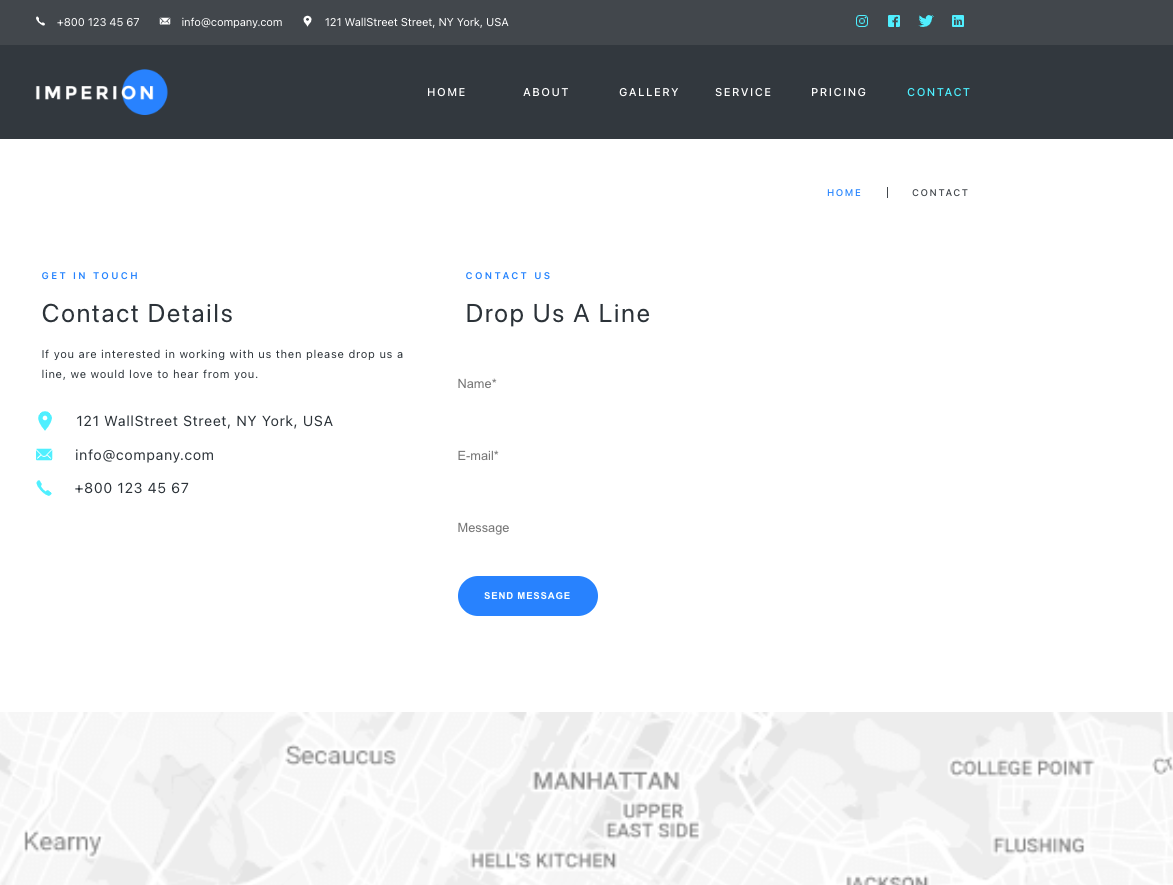 +800 123 45 67 info@company.com 121 WallStreet Street, NY York, USA
IMPERION
HOME ABOUT GALLERY SERVICE PRICING CONTACT
HOME | CONTACT
GET IN TOUCH
Contact Details
If you are interested in working with us then please drop us a
line, we would love to hear from you.
121 WallStreet Street, NY York, USA
info@company.com
+800 123 45 67
CONTACT US
Drop Us A Line
Name*
E-mail*
Message
SEND MESSAGE
Secaucus
MANHATTAN
COLLEGE POINT
UPPER
EAST SIDE
Kearny
FLUSHING
HELL'S KITCHEN
JACKSON